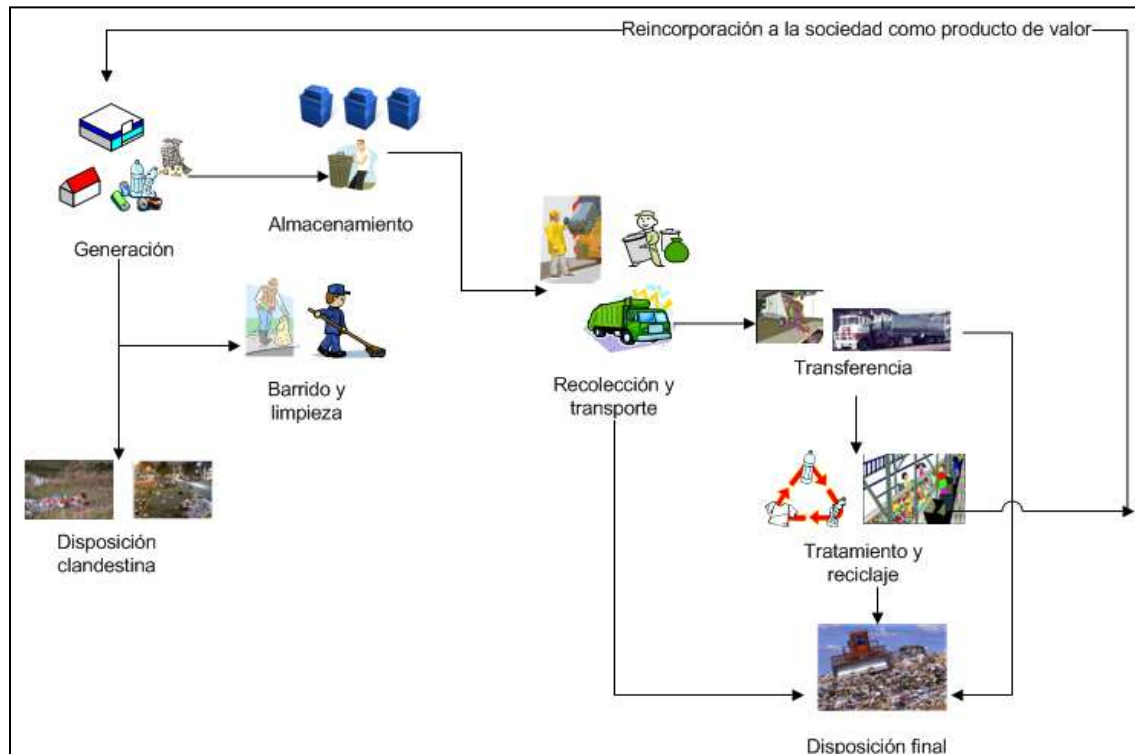 Reincorporación a la sociedad como producto de valor
Almacenamiento
Generación
Barrido y
limpieza
Recolección y
transporte
Transferencia
Disposición
clandestina
Tratamiento y
reciclaje
Disposición final